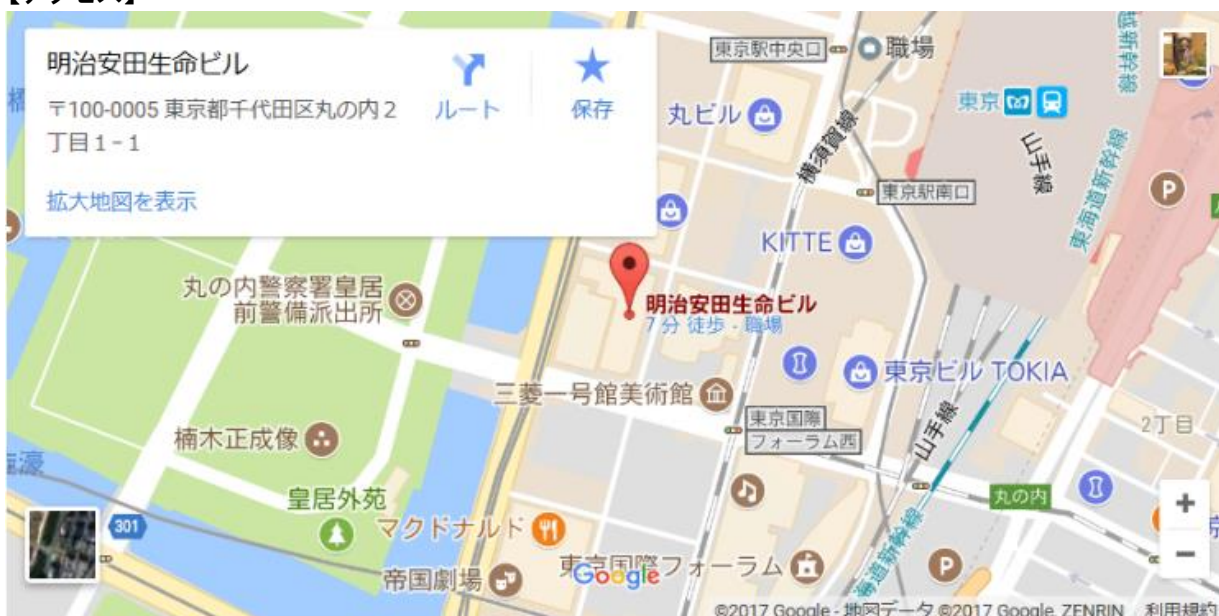 【アクセス】
明治安田生命ビル
〒100-0005 東京都千代田区丸の内2
丁目1-1
ルート
保存
拡大地図を表示
東京駅中央口
職場
丸ビル
東京
山手線
横須賀線
東京駅南口
東海道新幹線
P
KITTE
丸の内警察署皇居
前警備派出所
明治安田生命ビル
7 分 徒歩 - 職場
東京ビル TOKIA
三菱一号館美術館
東京国際
フォーラム西
山手線
2丁目
楠木正成像
皇居外苑
301
マクドナルド
丸の内
帝国劇場
東京国際フォーラム
Google
海道新幹線
P
+
−
©2017 Google - 地図データ ©2017 Google, ZENRIN
利用規約